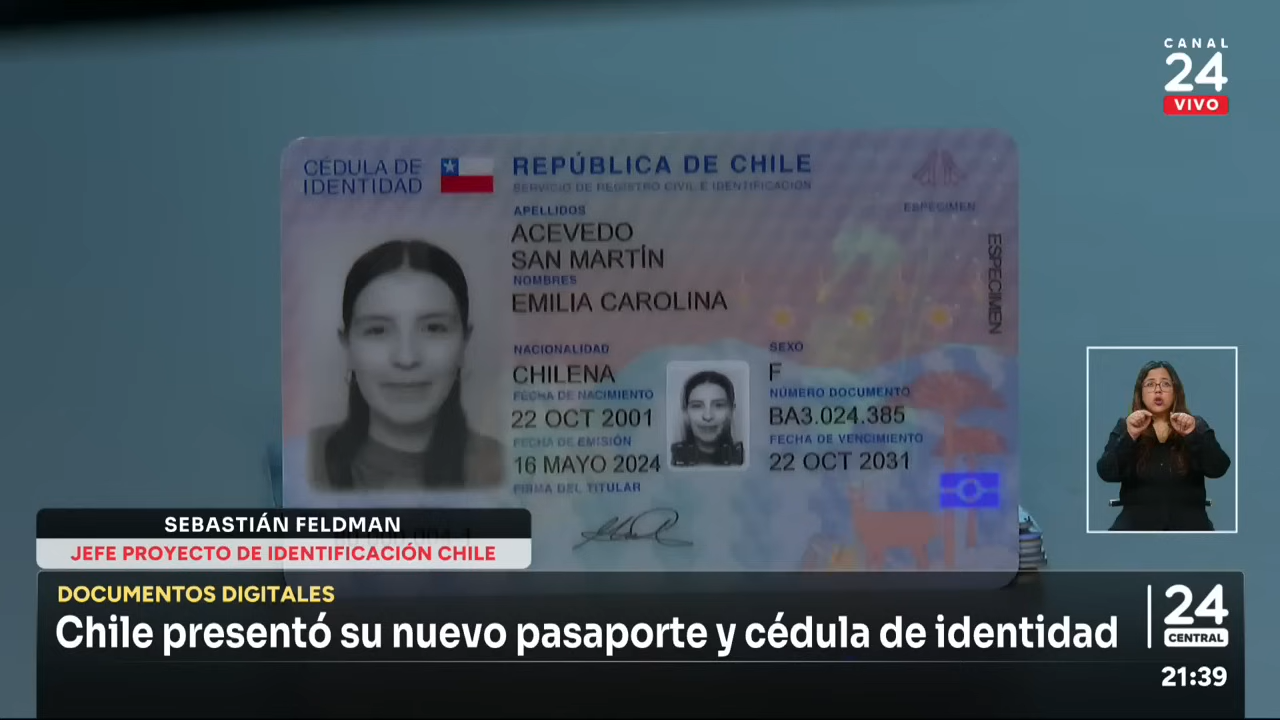 CANAL
24
VIVO
CÉDULA DE
IDENTIDAD
REPÚBLICA DE CHILE
SERVICIO DE REGISTRO CIVIL E IDENTIFICACIÓN
ESPECIMEN
ESPECIMEN
APELLIDOS
ACEVEDO
SAN MARTÍN
NOMBRES
EMILIA CAROLINA
NACIONALIDAD
SEXO
CHILENA
F
FECHA DE NACIMIENTO
NÚMERO DOCUMENTO
22 OCT 2001
BA3.024.385
FECHA DE EMISIÓN
FECHA DE VENCIMIENTO
16 MAYO 2024
22 OCT 2031
FIRMA DEL TITULAR
SEBASTIÁN FELDMAN
JEFE PROYECTO DE IDENTIFICACIÓN CHILE
DOCUMENTOS DIGITALES
Chile presentó su nuevo pasaporte y cédula de identidad
24
CENTRAL
21:39